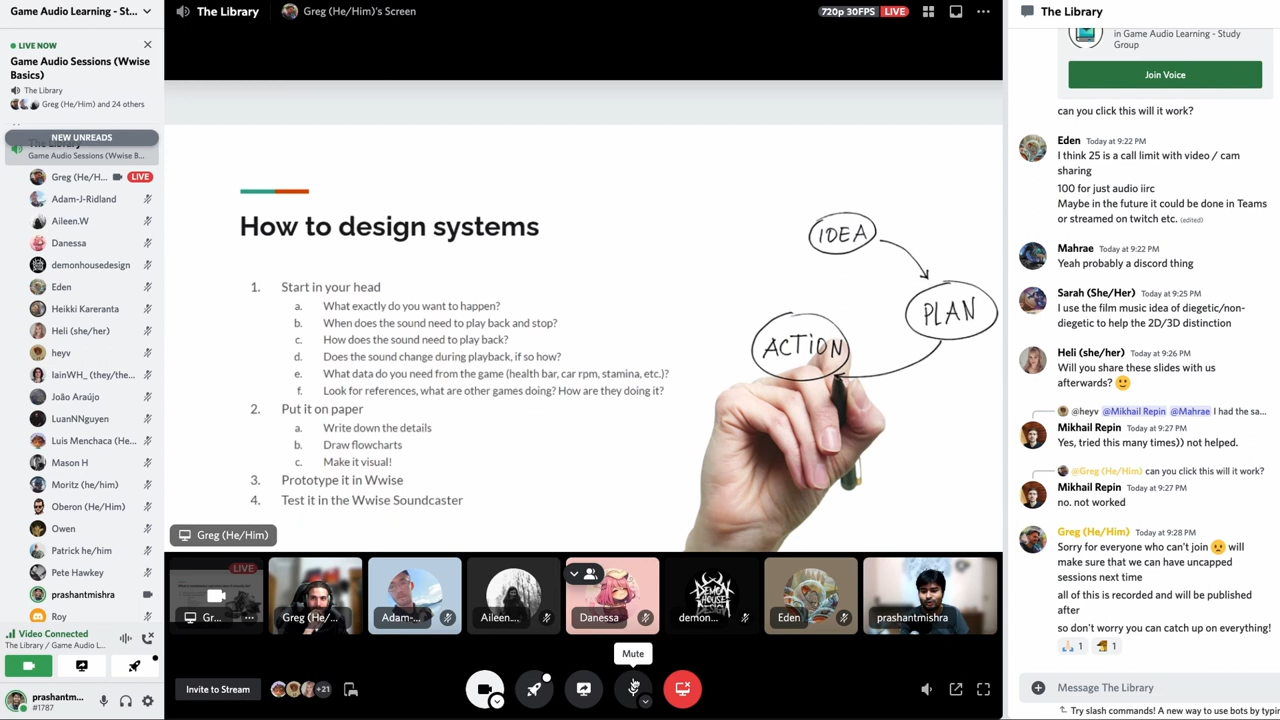 Game Audio Learning - St...
LIVE NOW
Game Audio Sessions (Wwise
Basics)
The Library
Greg (He/Him) and 24 others
NEW UNREADS
Game Audio Sessions (Wwise B...
Greg (He/H...
LIVE
Adam-J-Ridland
Aileen.W
Danessa
demonhousedesign
Eden
Heikki Kareranta
Heli (she/her)
heyv
IainWH_ (they/the...
João Araújo
LuanNNguyen
Luis Menchaca (He...
Mason H
Moritz (he/him)
Oberon (He/Him)
Owen
Patrick he/him
Pete Hawkey
prashantmishra
Roy
Video Connected
The Library / Game Audio L...
prashantm...
#1787
The Library
Greg (He/Him)'s Screen
720p 30FPS
LIVE
How to design systems
1. Start in your head
a. What exactly do you want to happen?
b. When does the sound need to play back and stop?
c. How does the sound need to play back?
d. Does the sound change during playback, if so how?
e. What data do you need from the game (health bar, car rpm, stamina, etc.)?
f. Look for references, what are other games doing? How are they doing it?
2. Put it on paper
a. Write down the details
b. Draw flowcharts
c. Make it visual!
3. Prototype it in Wwise
4. Test it in the Wwise Soundcaster
IDEA
PLAN
ACTION
Greg (He/Him)
LIVE
Gr...
Greg (He/...
Adam-...
Aileen....
Danessa
DEMON
HOUSE
DESIGN
demon...
Eden
prashantmishra
Mute
Invite to Stream
+21
The Library
in Game Audio Learning - Study
Group
Join Voice
can you click this will it work?
Eden Today at 9:22 PM
I think 25 is a call limit with video / cam
sharing
100 for just audio iirc
Maybe in the future it could be done in Teams
or streamed on twitch etc. (edited)
Mahrae Today at 9:22 PM
Yeah probably a discord thing
Sarah (She/Her) Today at 9:25 PM
I use the film music idea of diegetic/non-
diegetic to help the 2D/3D distinction
Heli (she/her) Today at 9:26 PM
Will you share these slides with us
afterwards? 🙂
@heyv @Mikhail Repin @Mahrae I had the sa...
Mikhail Repin Today at 9:27 PM
Yes, tried this many times)) not helped.
@Greg (He/Him) can you click this will it work?
Mikhail Repin Today at 9:27 PM
no. not worked
Greg (He/Him) Today at 9:28 PM
Sorry for everyone who can't join 😟 will
make sure that we can have uncapped
sessions next time
all of this is recorded and will be published
after
so don't worry you can catch up on everything!
1
1
Message The Library
Try slash commands! A new way to use bots by typin